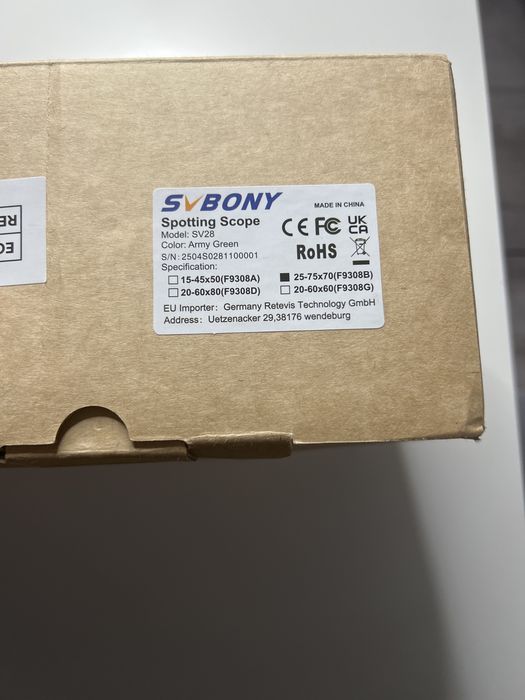 SVBONY
MADE IN CHINA
Spotting Scope
Model: SV28
Color: Army Green
S/N: 2504S0281100001
Specification:
CE FC UK CA
RoHS
15-45x50(F9308A) 25-75x70(F9308B)
20-60x80(F9308D) 20-60x60(F9308G)
EU Importer: Germany Retevis Technology GmbH
Address: Uetzenacker 29,38176 wendeburg
EC
RE